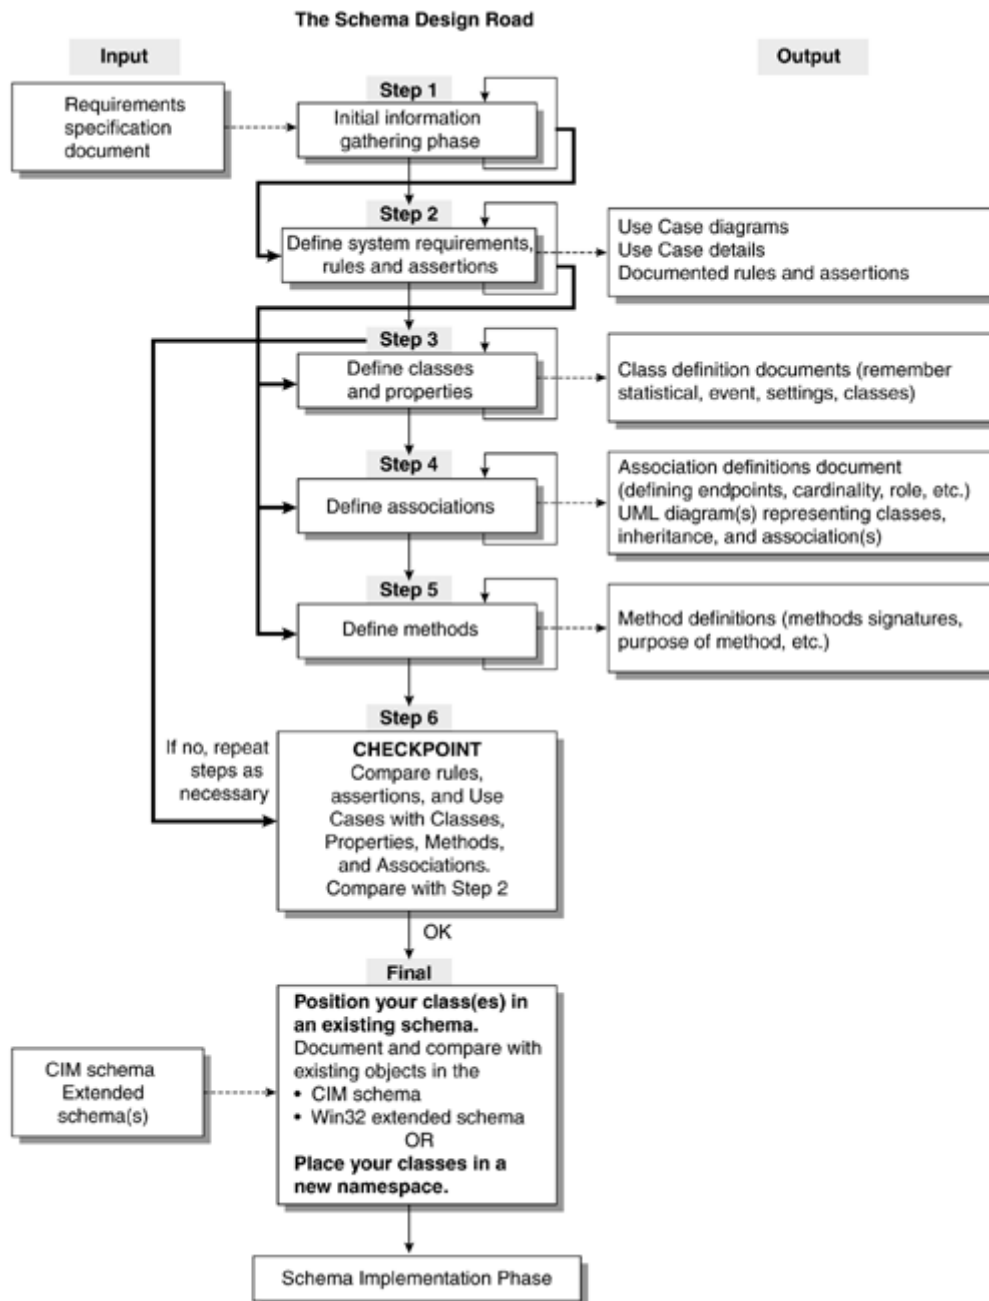 The Schema Design Road
Input
Output
Step 1
Requirements
specification
document
Initial information
gathering phase
Step 2
Define system requirements,
rules and assertions
Use Case diagrams
Use Case details
Documented rules and assertions
Step 3
Define classes
and properties
Class definition documents (remember
statistical, event, settings, classes)
Step 4
Define associations
Association definitions document
(defining endpoints, cardinality, role, etc.)
UML diagram(s) representing classes,
inheritance, and association(s)
Step 5
Define methods
Method definitions (methods signatures,
purpose of method, etc.)
Step 6
If no, repeat
steps as
necessary
CHECKPOINT
Compare rules,
assertions, and Use
Cases with Classes,
Properties, Methods,
and Associations.
Compare with Step 2
OK
Final
CIM schema
Extended
schema(s)
Position your class(es) in
an existing schema.
Document and compare with
existing objects in the
• CIM schema
• Win32 extended schema
OR
Place your classes in a
new namespace.
Schema Implementation Phase